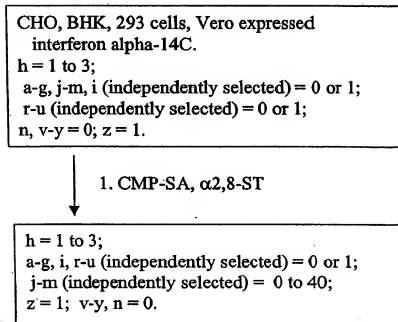 CHO, BHK, 293 cells, Vero expressed
interferon alpha-14C.
h = 1 to 3;
a-g, j-m, i (independently selected) = 0 or 1;
r-u (independently selected) = 0 or 1;
n, v-y = 0; z = 1.
1. CMP-SA, α2,8-ST
h = 1 to 3;
a-g, i, r-u (independently selected) = 0 or 1;
j-m (independently selected) = 0 to 40;
z = 1; v-y, n = 0.